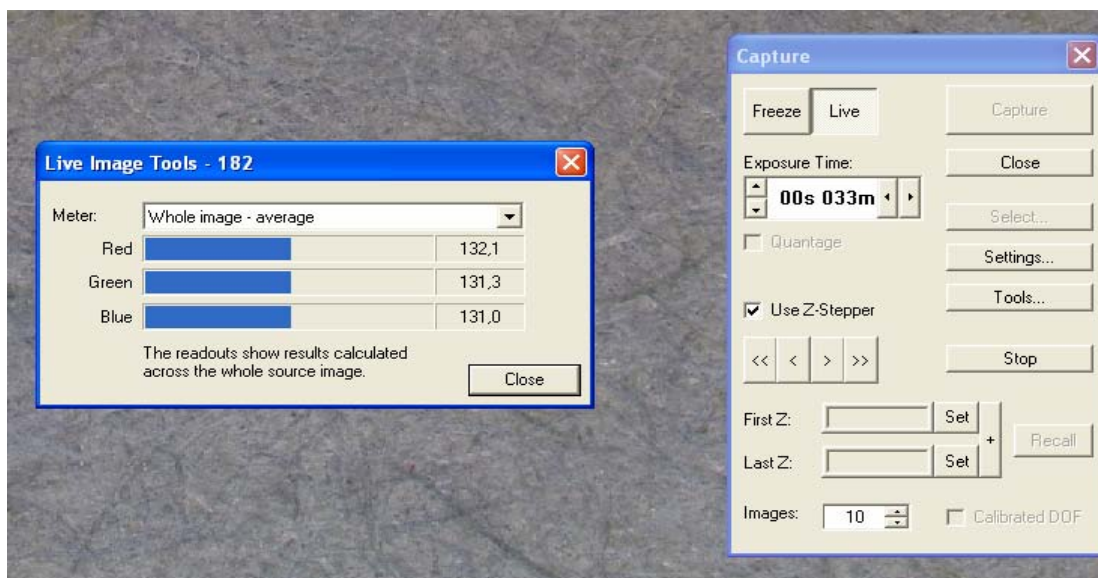 Live Image Tools - 182
Meter: Whole image - average
Red 132,1
Green 131,3
Blue 131,0
The readouts show results calculated
across the whole source image.
Close
Capture
Freeze Live Capture
Exposure Time: Close
00s 033m
Select...
Quantage
Settings...
Tools...
Use Z-Stepper
<< < > >> Stop
First Z: Set
+ Recall
Last Z: Set
Images: 10 Calibrated DOF